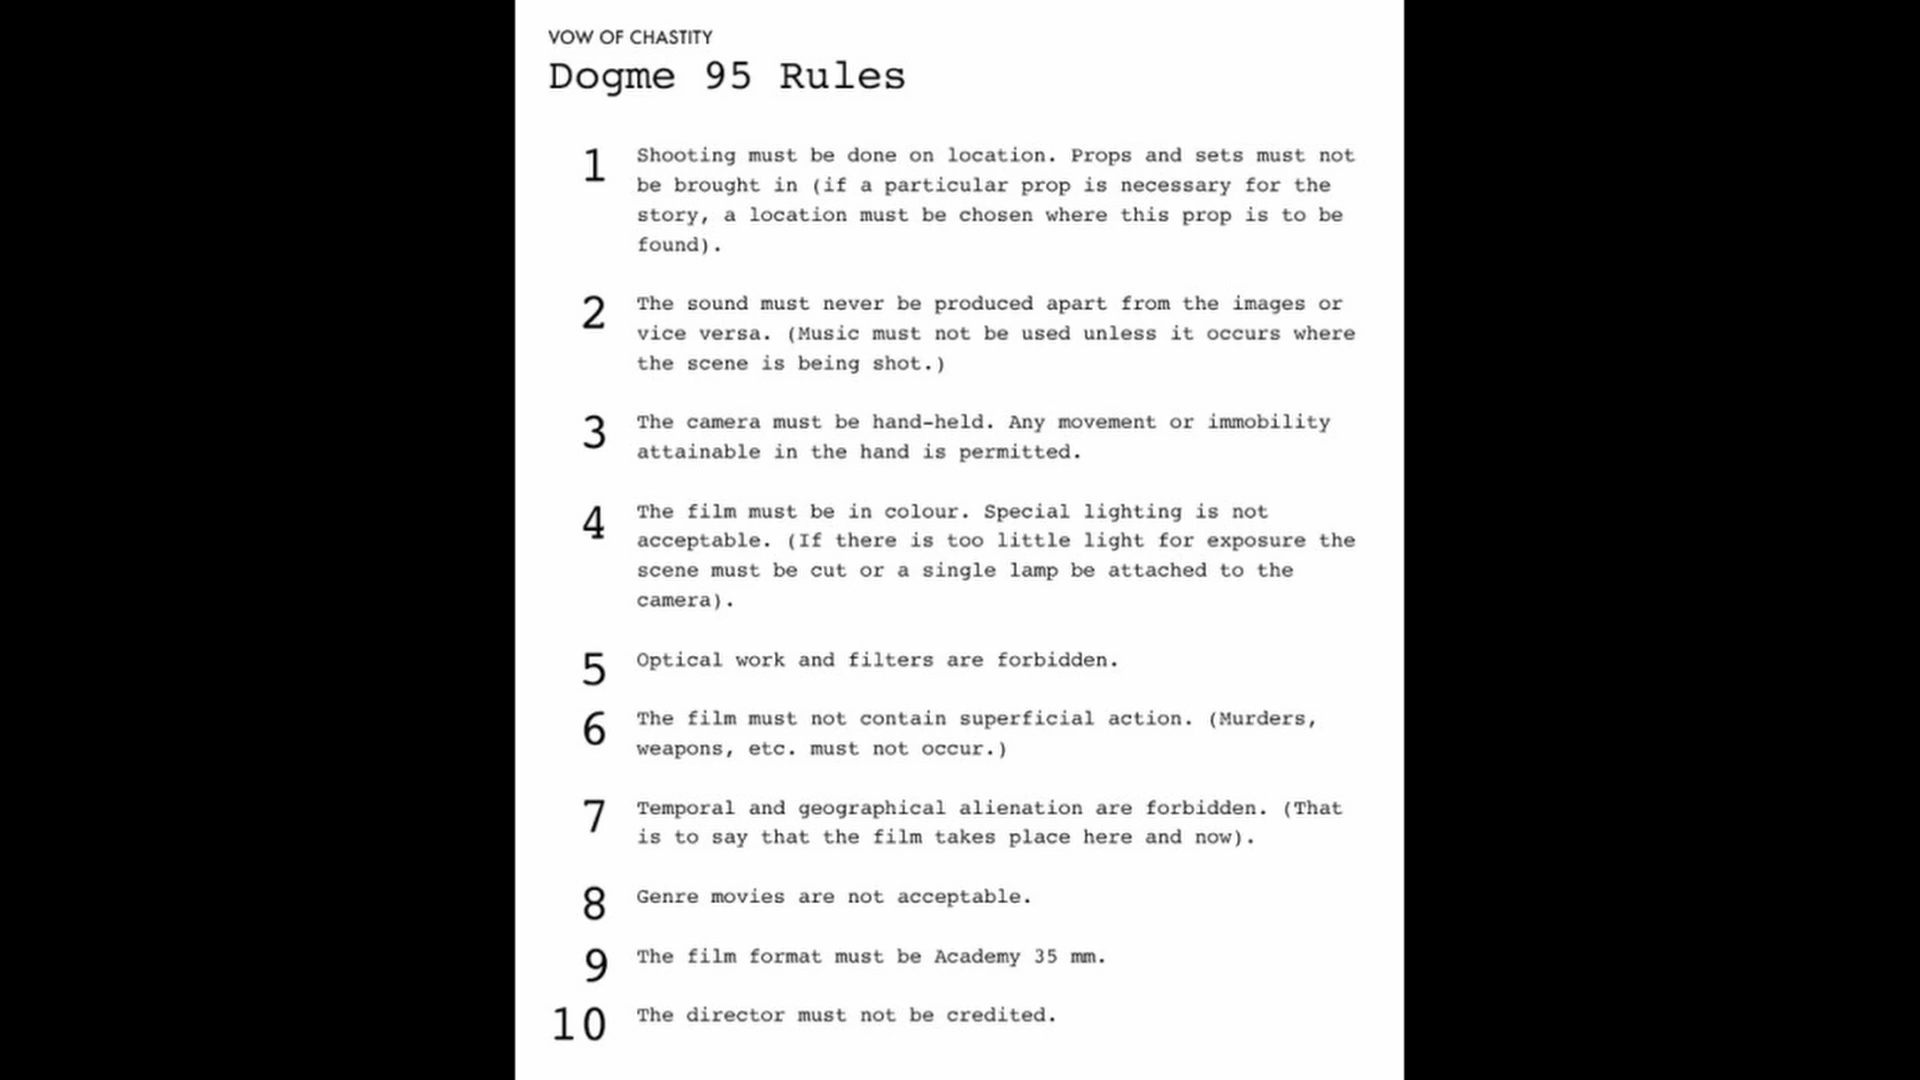 VOW OF CHASTITY
Dogme 95 Rules
1 Shooting must be done on location. Props and sets must not
be brought in (if a particular prop is necessary for the
story, a location must be chosen where this prop is to be
found).
2 The sound must never be produced apart from the images or
vice versa. (Music must not be used unless it occurs where
the scene is being shot.)
3 The camera must be hand-held. Any movement or immobility
attainable in the hand is permitted.
4 The film must be in colour. Special lighting is not
acceptable. (If there is too little light for exposure the
scene must be cut or a single lamp be attached to the
camera).
5 Optical work and filters are forbidden.
6 The film must not contain superficial action. (Murders,
weapons, etc. must not occur.)
7 Temporal and geographical alienation are forbidden. (That
is to say that the film takes place here and now).
8 Genre movies are not acceptable.
9 The film format must be Academy 35 mm.
10 The director must not be credited.